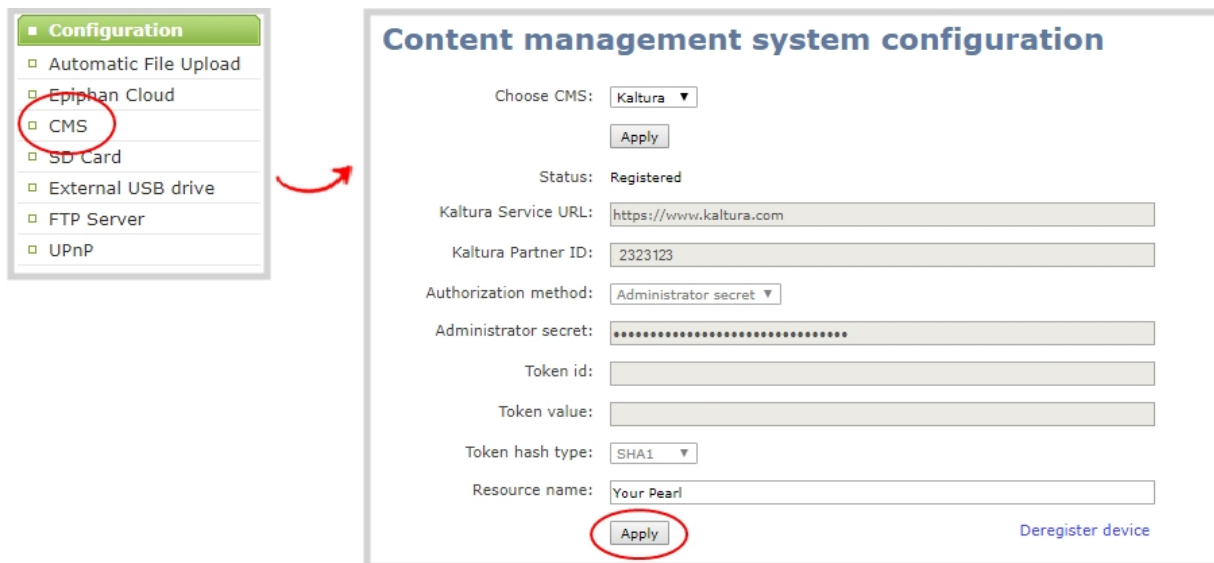 Configuration
Automatic File Upload
Epiphan Cloud
CMS
SD Card
External USB drive
FTP Server
UPnP
Content management system configuration
Choose CMS: Kaltura
Apply
Status: Registered
Kaltura Service URL: https://www.kaltura.com
Kaltura Partner ID: 2323123
Authorization method: Administrator secret
Administrator secret: ••••••••••••••••••••••••••••••••
Token id:
Token value:
Token hash type: SHA1
Resource name: Your Pearl
Apply Deregister device